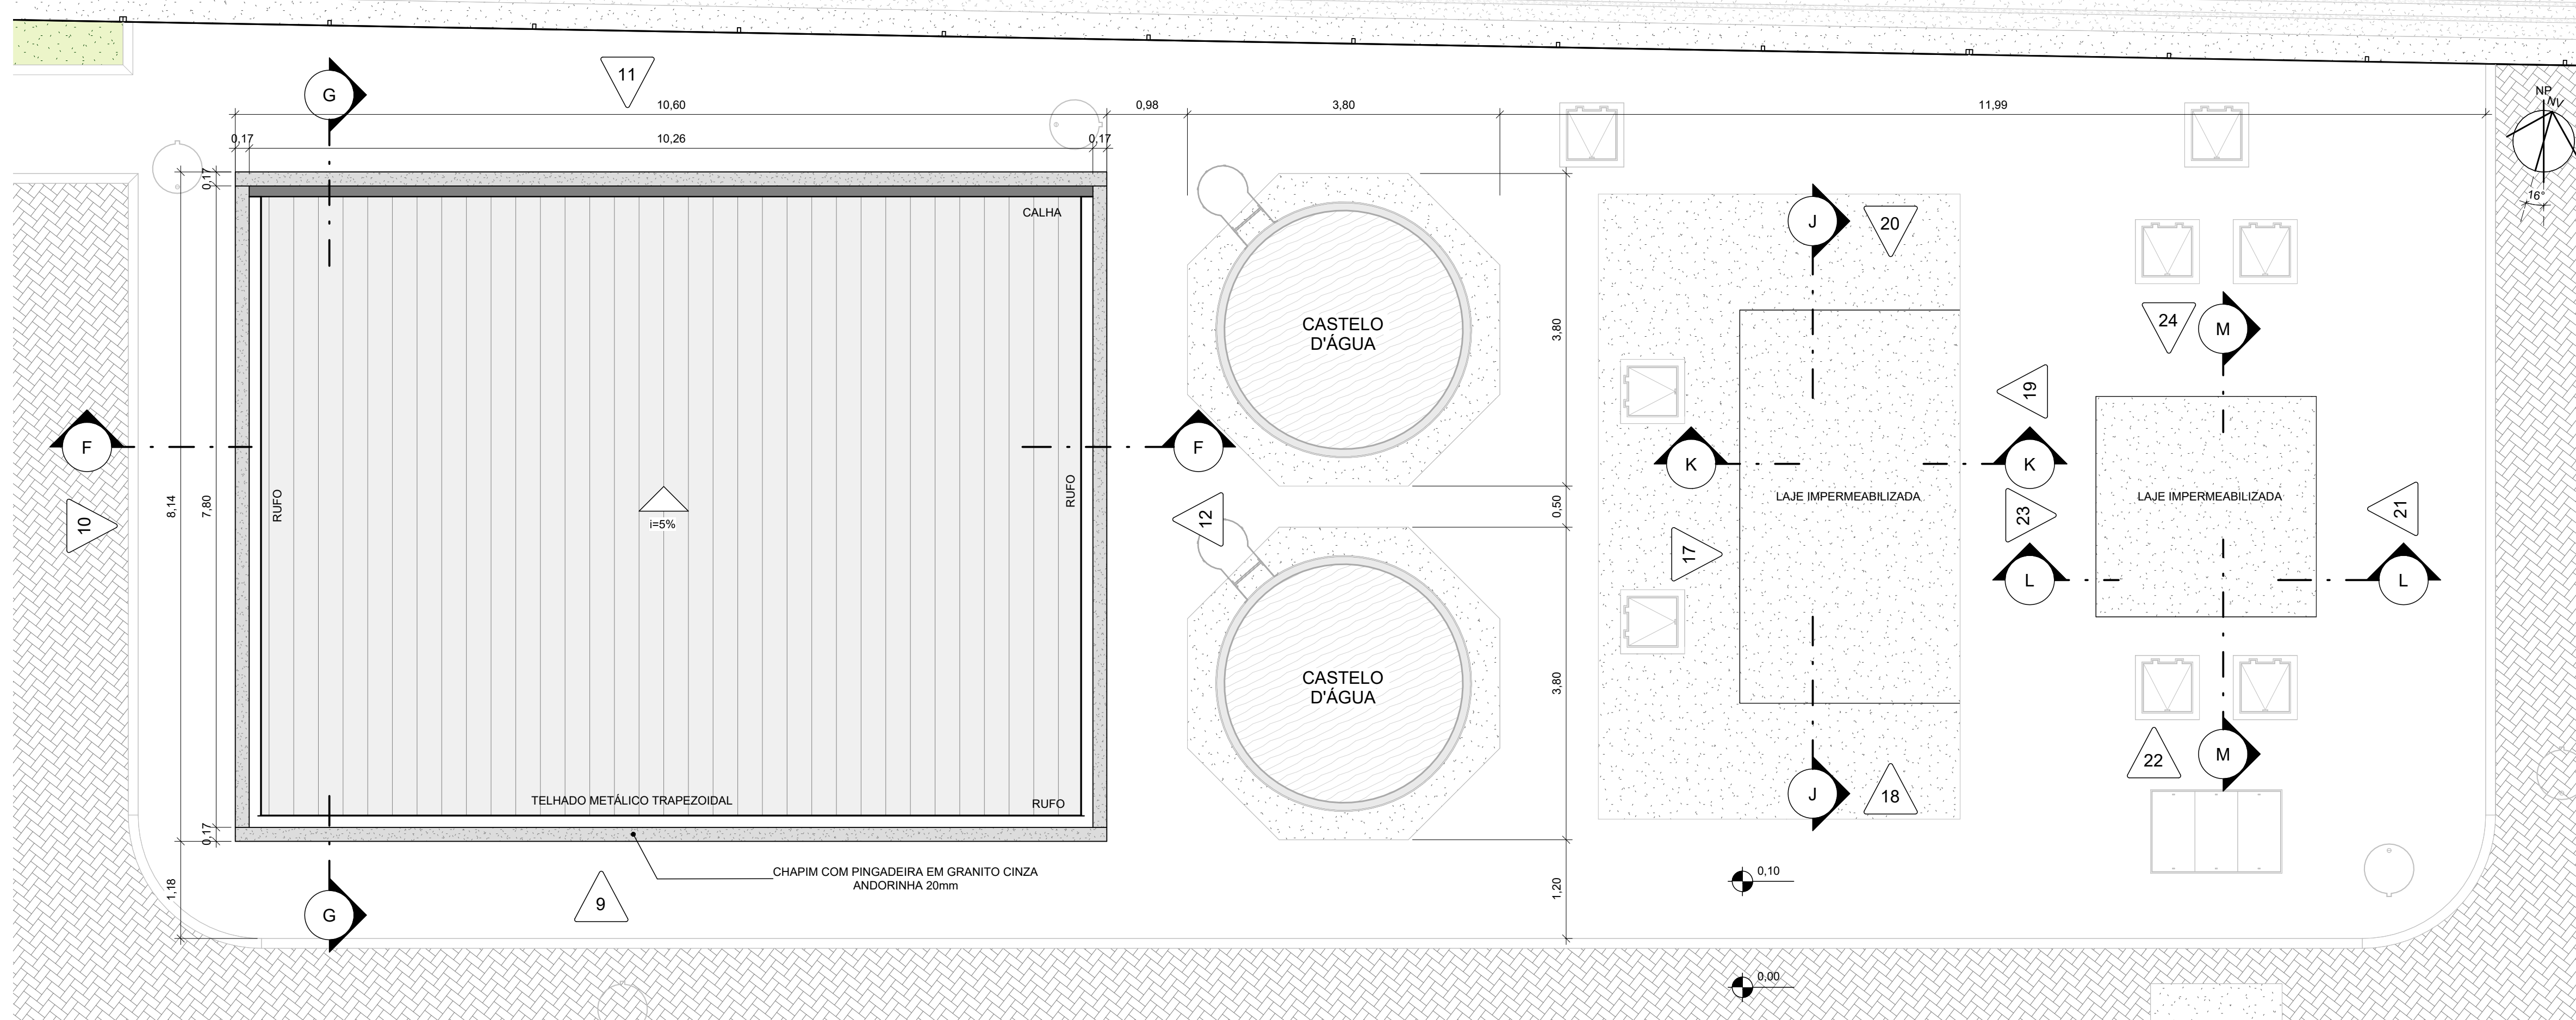 NP
NV
16°
11
G
10,60
0,98
3,80
11,99
0,17
10,26
0,17
0,17
CALHA
J
20
CASTELO
D'ÁGUA
3,80
24
M
19
F
F
K
K
8,14
7,80
RUFO
RUFO
i=5%
10
12
0,50
LAJE IMPERMEABILIZADA
LAJE IMPERMEABILIZADA
23
21
17
L
L
CASTELO
D'ÁGUA
3,80
TELHADO METÁLICO TRAPEZOIDAL
RUFO
J
18
22
M
0,17
1,18
CHAPIM COM PINGADEIRA EM GRANITO CINZA
ANDORINHA 20mm
9
G
1,20
0,10
0,00